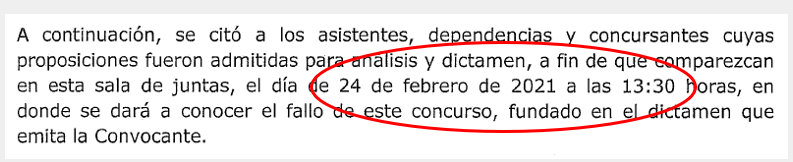 A continuación, se citó a los asistentes, dependencias y concursantes cuyas
proposiciones fueron admitidas para análisis y dictamen, a fin de que comparezcan
en esta sala de juntas, el día de 24 de febrero de 2021 a las 13:30 horas, en
donde se dará a conocer el fallo de este concurso, fundado en el dictamen que
emita la Convocante.